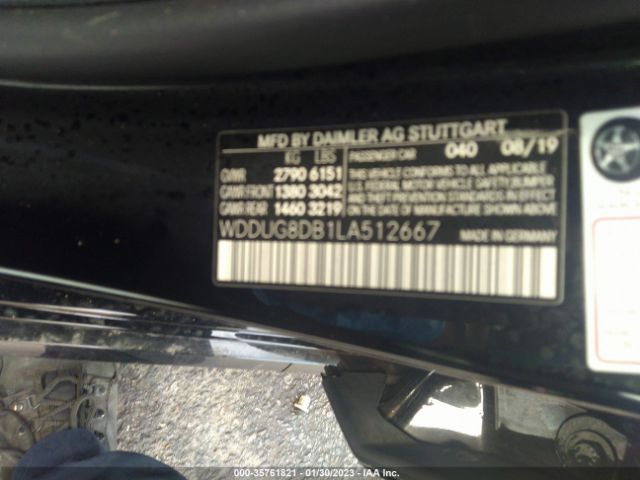 MFD BY DAIMLER AG STUTTGART
KG LBS PASSENGER CAR 040 08/19
GVWR 2790 6151 THIS VEHICLE CONFORMS TO ALL APPLICABLE
GAWR FRONT 1380 3042 U.S. FEDERAL MOTOR VEHICLE SAFETY, BUMPER
AND THEFT PREVENTION STANDARDS IN EFFECT
GAWR REAR 1460 3219 ON THE DATE OF MANUFACTURE SHOWN ABOVE.
WDDUG8DB1LA512667 MADE IN GERMANY
000-35761821 - 01/30/2023 - IAA Inc.